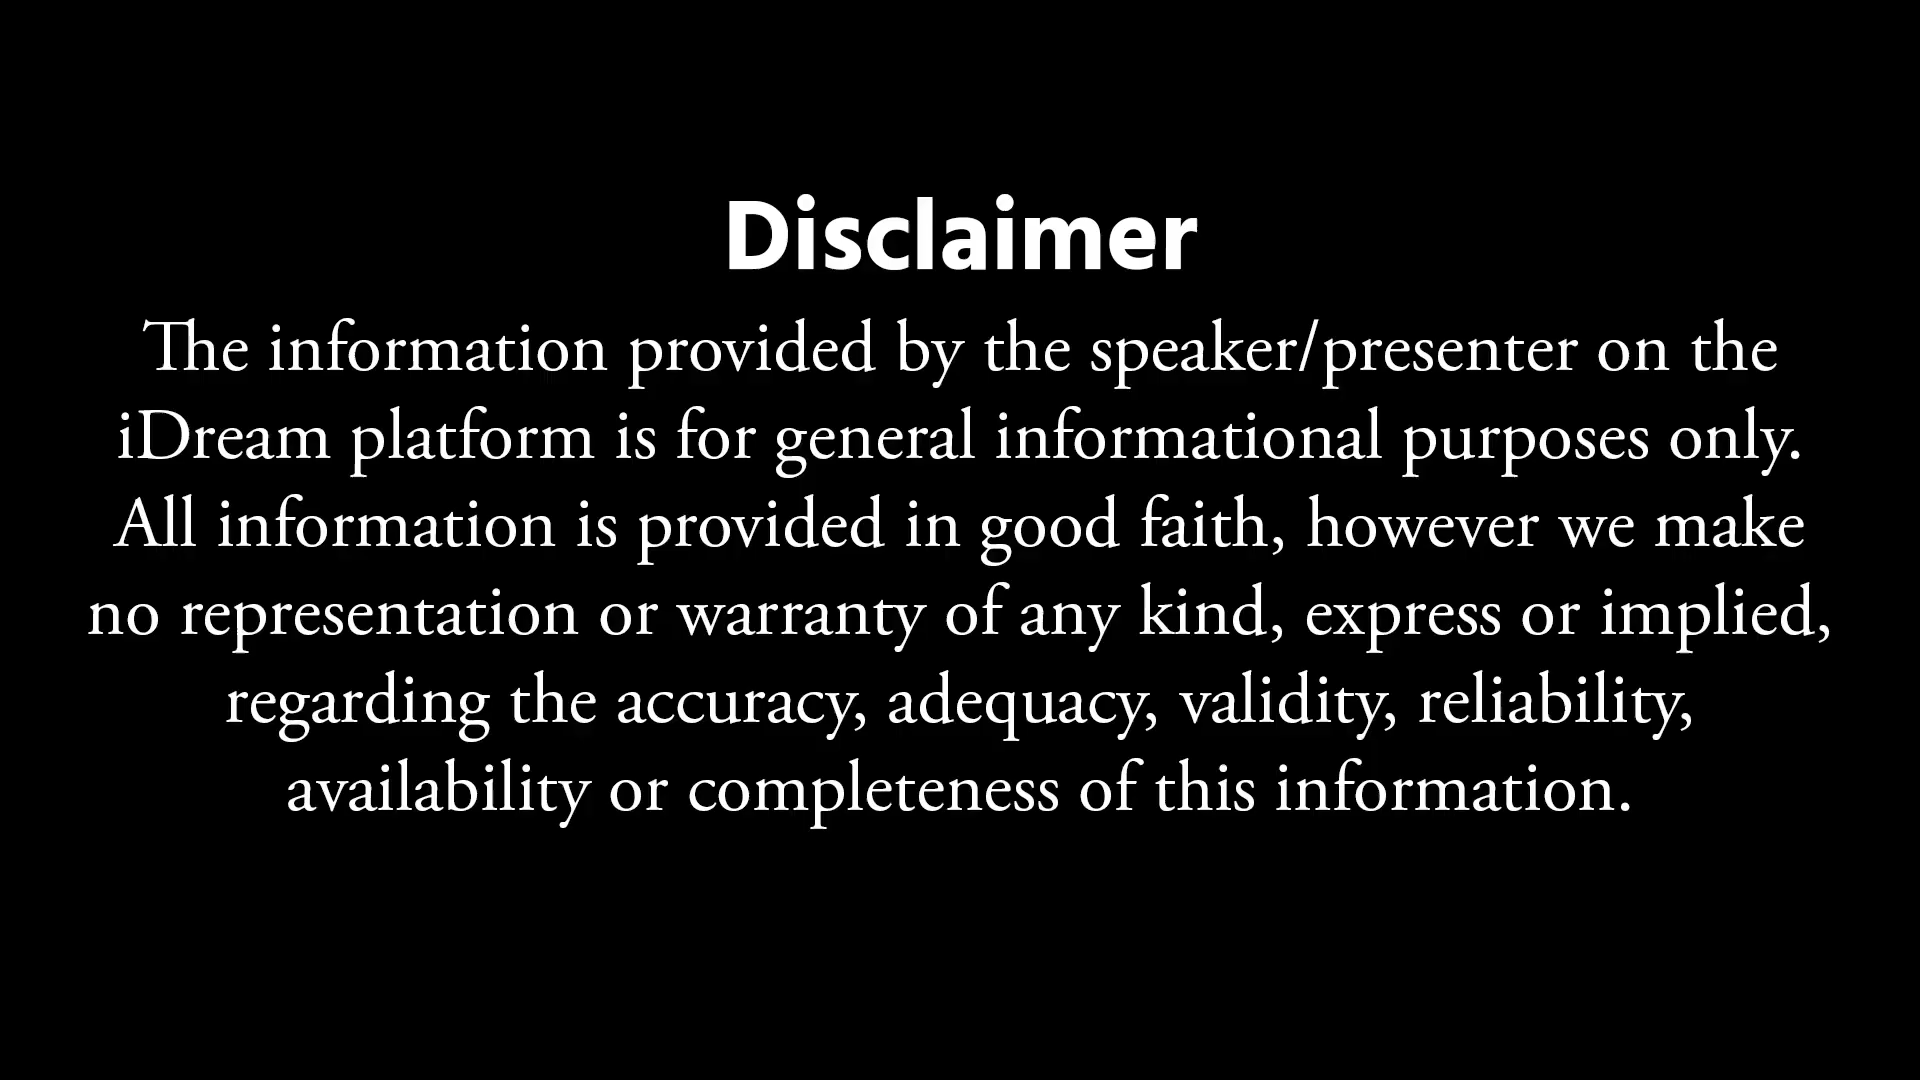 Disclaimer
The information provided by the speaker/presenter on the
iDream platform is for general informational purposes only.
All information is provided in good faith, however we make
no representation or warranty of any kind, express or implied,
regarding the accuracy, adequacy, validity, reliability,
availability or completeness of this information.